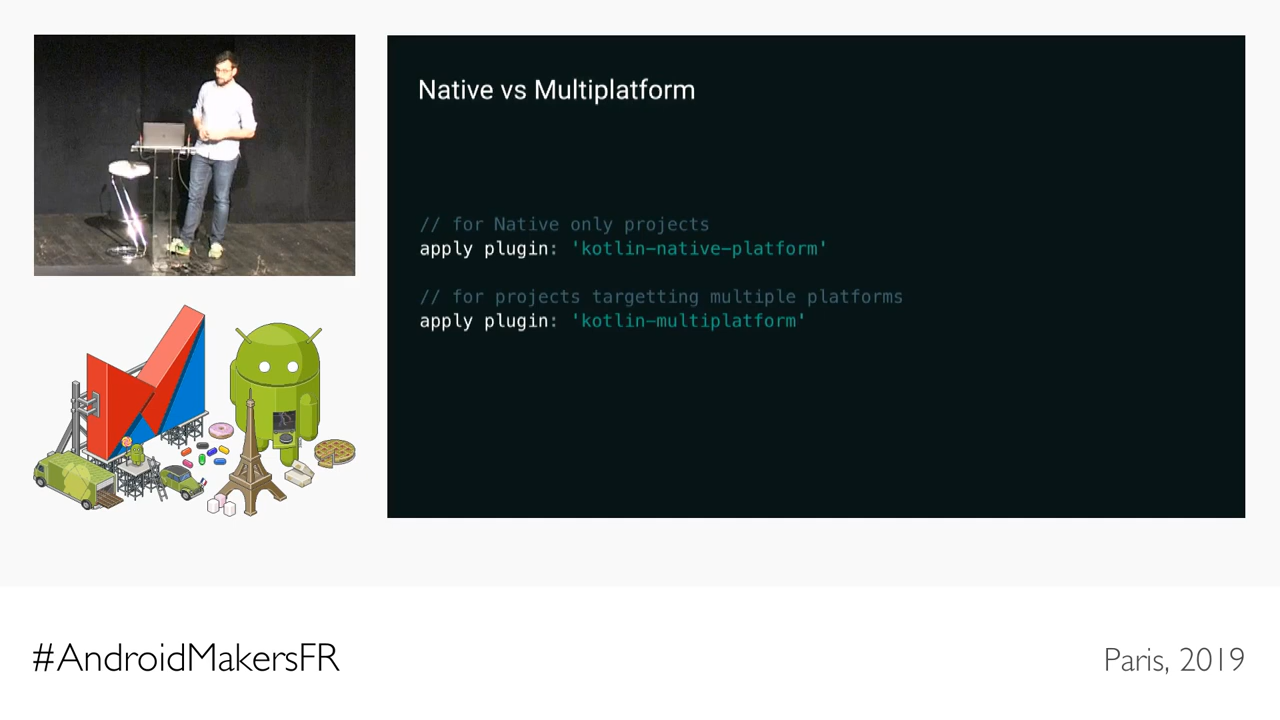 Native vs Multiplatform
// for Native only projects
apply plugin: 'kotlin-native-platform'
// for projects targetting multiple platforms
apply plugin: 'kotlin-multiplatform'
#AndroidMakersFR
Paris, 2019